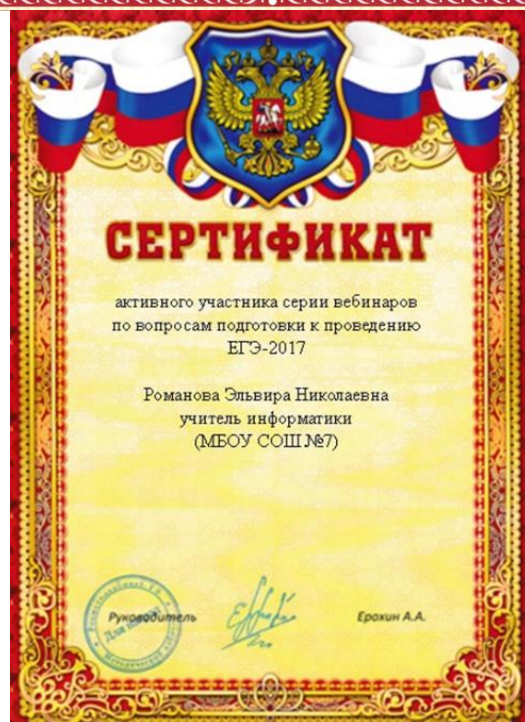 СЕРТИФИКАТ
активного участника серии вебинаров
по вопросам подготовки к проведению
ЕГЭ-2017
Романова Эльвира Николаевна
учитель информатики
(МБОУ СОШ №7)
Руководитель
Ерохин А.А.